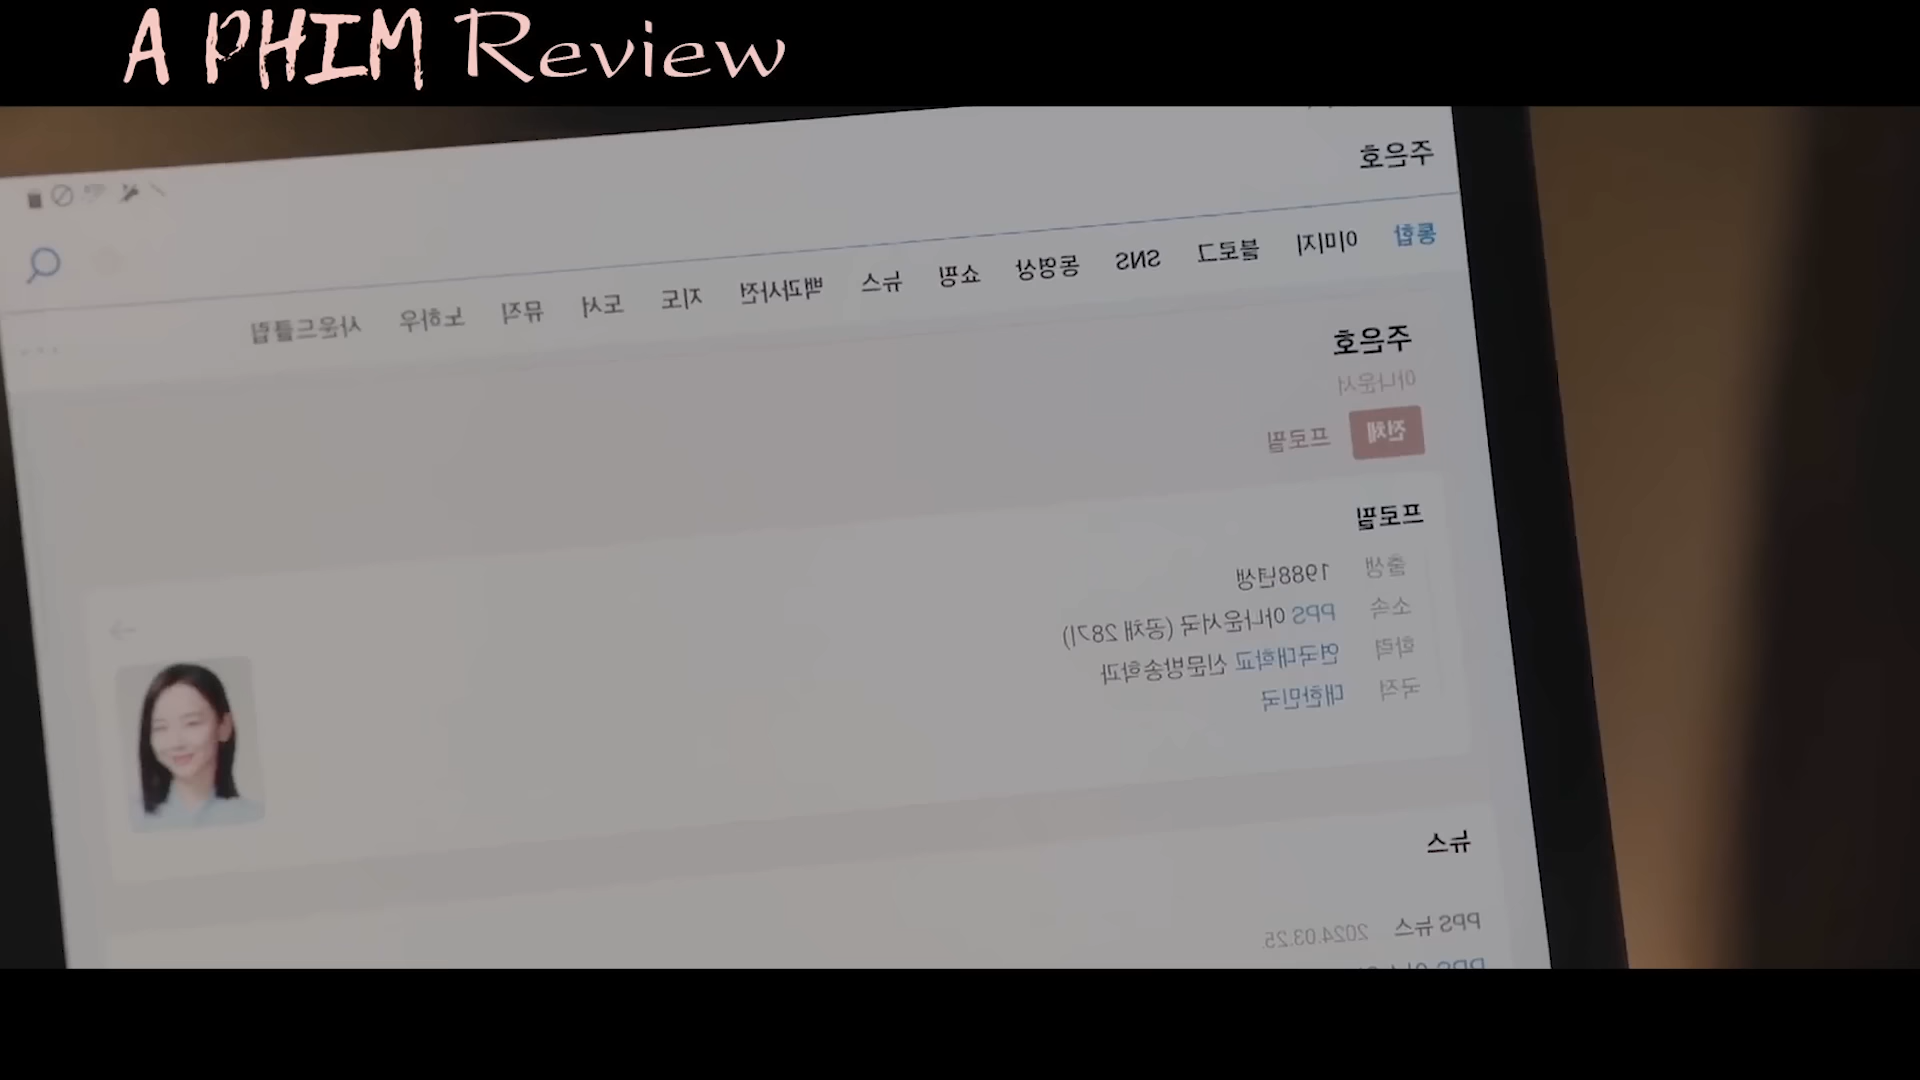 A PHIM Review
주은호
통합 이미지 블로그 SNS 동영상 쇼핑 뉴스 백과사전 지도 도서 뮤직 노하우 사운드클립
주은호
아나운서
전체 프로필
프로필
출생 1988년생
소속 PPS 아나운서국 (공채 28기)
학력 연국대학교 신문방송학과
국적 대한민국
뉴스
PPS 뉴스 2024.03.25.
PPS